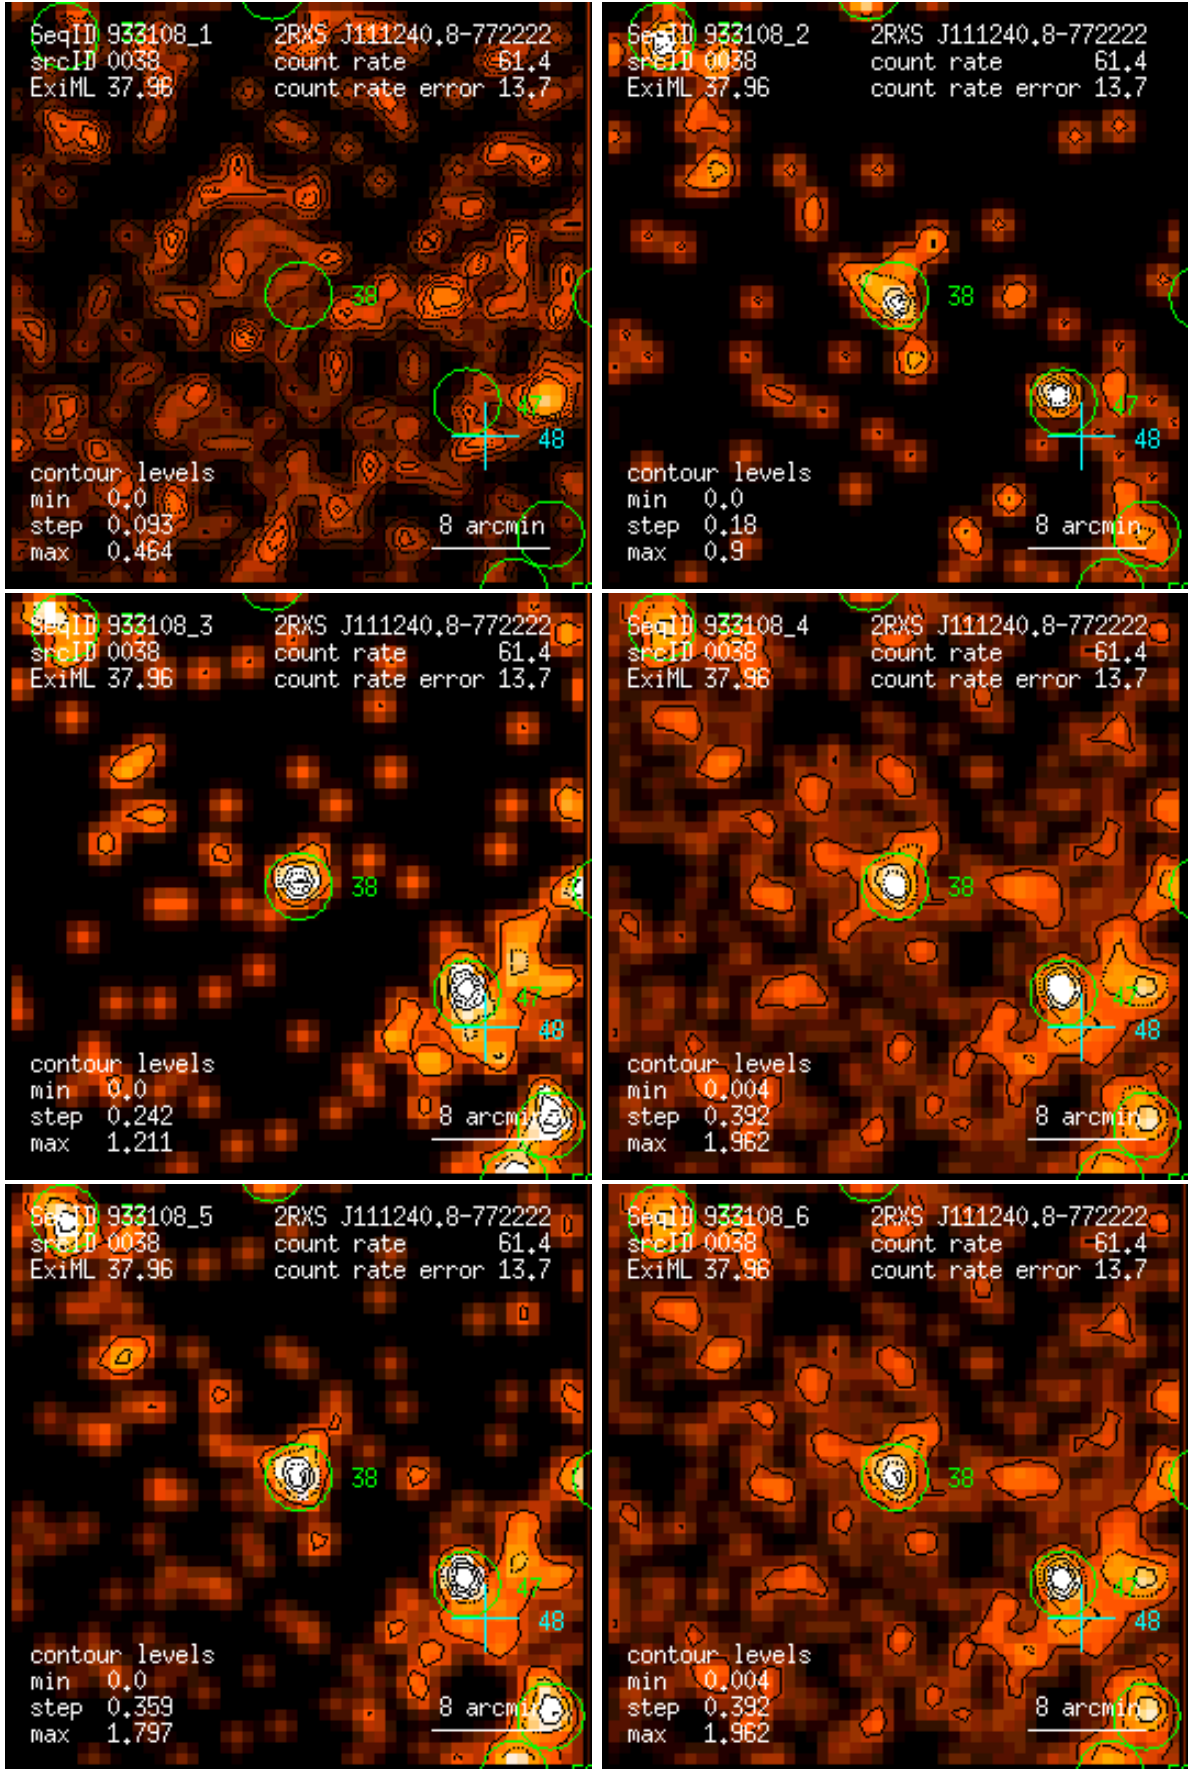 SeqID 933108_1 2RXS J111240.8-772222
srcID 0038 count rate 61.4
ExiML 37.96 count rate error 13.7
38
47
48
contour levels
min 0.0
step 0.093 8 arcmin
max 0.464
SeqID 933108_2 2RXS J111240.8-772222
srcID 0038 count rate 61.4
ExiML 37.96 count rate error 13.7
38
47
48
contour levels
min 0.0
step 0.18 8 arcmin
max 0.9
SeqID 933108_3 2RXS J111240.8-772222
srcID 0038 count rate 61.4
ExiML 37.96 count rate error 13.7
38
47
48
contour levels
min 0.0
step 0.242 8 arcmin
max 1.211
SeqID 933108_4 2RXS J111240.8-772222
srcID 0038 count rate 61.4
ExiML 37.96 count rate error 13.7
38
47
48
contour levels
min 0.004
step 0.392 8 arcmin
max 1.962
SeqID 933108_5 2RXS J111240.8-772222
srcID 0038 count rate 61.4
ExiML 37.96 count rate error 13.7
38
47
48
contour levels
min 0.0
step 0.359 8 arcmin
max 1.797
SeqID 933108_6 2RXS J111240.8-772222
srcID 0038 count rate 61.4
ExiML 37.96 count rate error 13.7
38
47
48
contour levels
min 0.004
step 0.392 8 arcmin
max 1.962